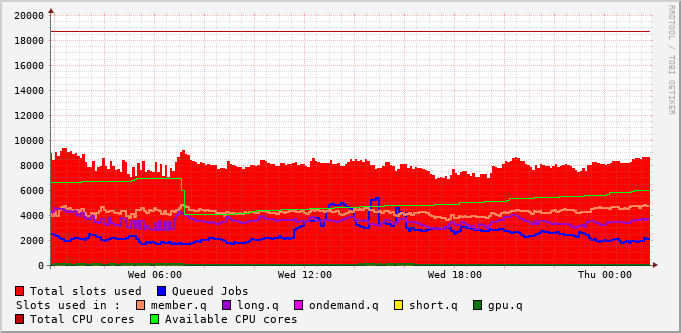 20000
18000
16000
14000
12000
10000
8000
6000
4000
2000
0
Wed 06:00 Wed 12:00 Wed 18:00 Thu 00:00
RRDTOOL / TOBI OETIKER
Total slots used Queued Jobs
Slots used in : member.q long.q ondemand.q short.q gpu.q
Total CPU cores Available CPU cores